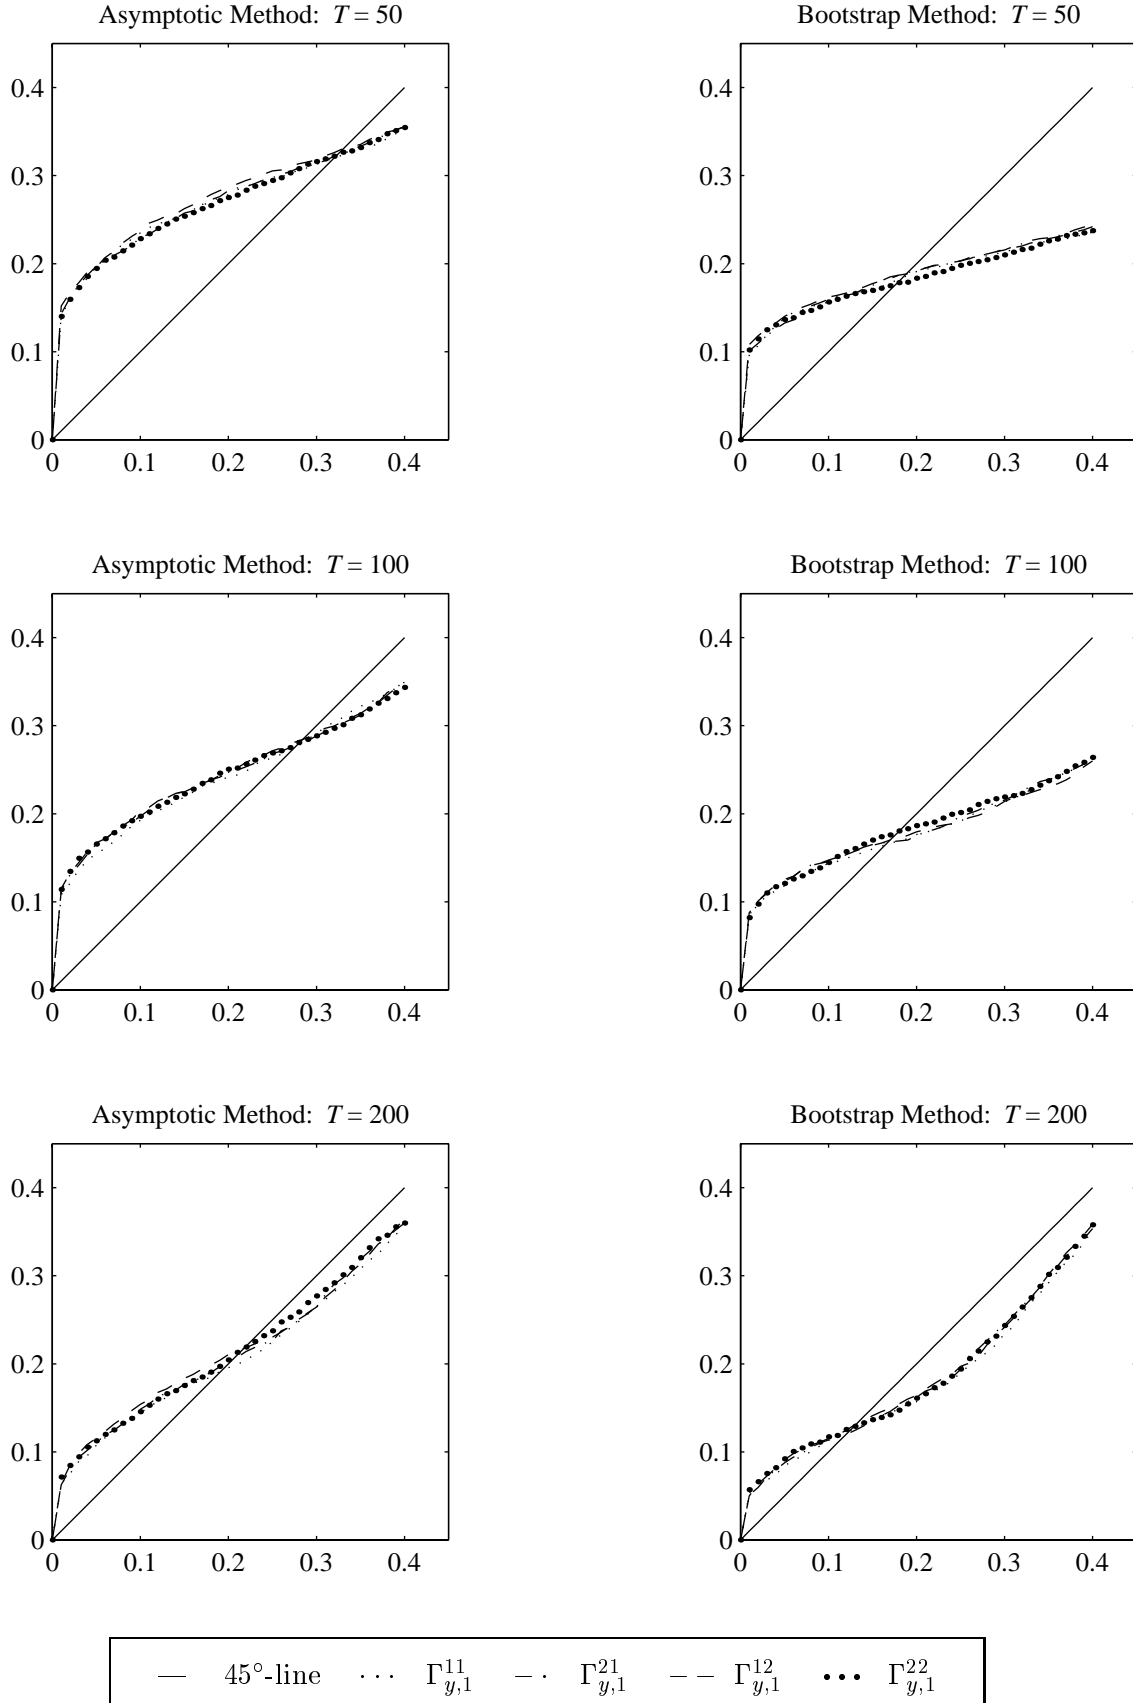 Asymptotic Method: T = 50
0.4
0.3
0.2
0.1
0
0 0.1 0.2 0.3 0.4
Bootstrap Method: T = 50
0.4
0.3
0.2
0.1
0
0 0.1 0.2 0.3 0.4
Asymptotic Method: T = 100
0.4
0.3
0.2
0.1
0
0 0.1 0.2 0.3 0.4
Bootstrap Method: T = 100
0.4
0.3
0.2
0.1
0
0 0.1 0.2 0.3 0.4
Asymptotic Method: T = 200
0.4
0.3
0.2
0.1
0
0 0.1 0.2 0.3 0.4
Bootstrap Method: T = 200
0.4
0.3
0.2
0.1
0
0 0.1 0.2 0.3 0.4
— 45°-line ··· Γ^{11}_{y,1} –· Γ^{21}_{y,1} –– Γ^{12}_{y,1} ••• Γ^{22}_{y,1}